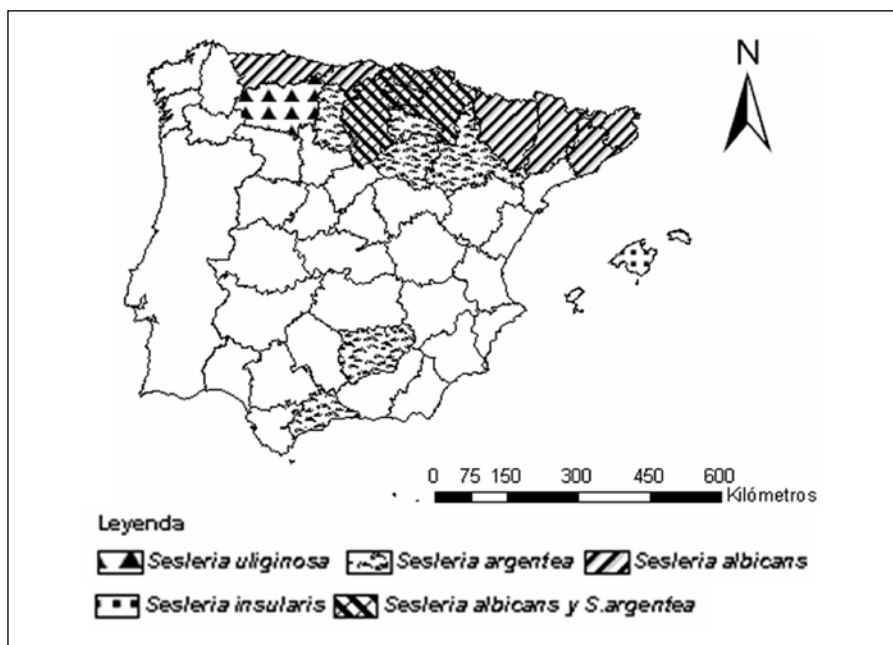 N
0 75 150 300 450 600
Kilómetros
Leyenda
Sesleria uliginosa Sesleria argentea Sesleria albicans
Sesleria insularis Sesleria albicans y S.argentea